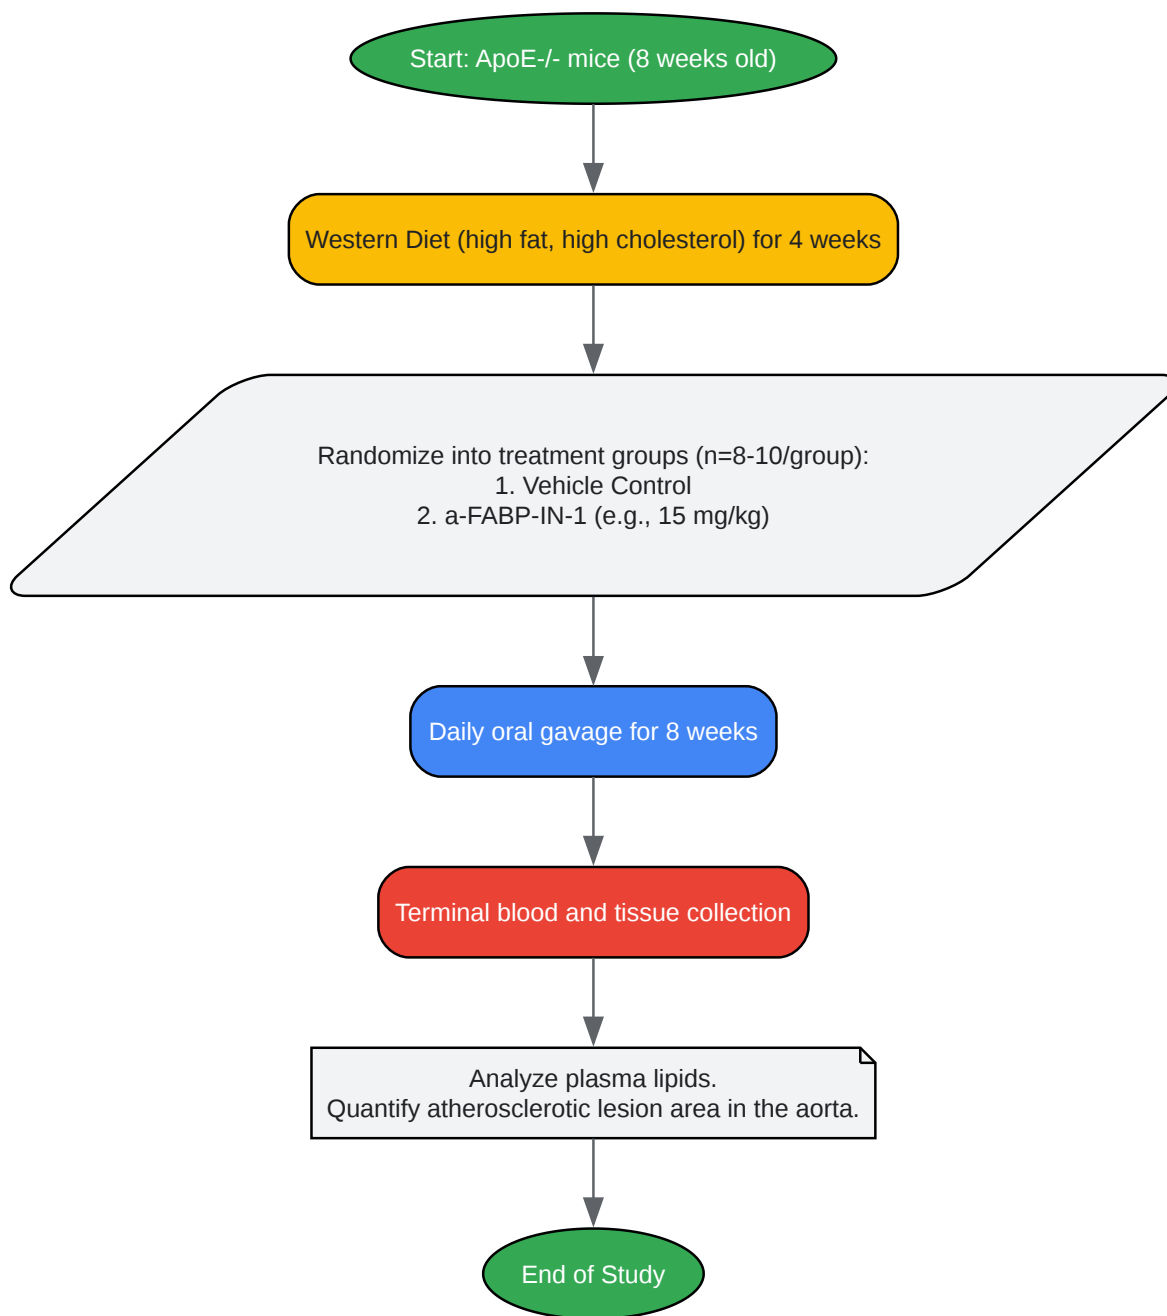 Start: ApoE-/- mice (8 weeks old)
Western Diet (high fat, high cholesterol) for 4 weeks
Randomize into treatment groups (n=8-10/group):
1. Vehicle Control
2. a-FABP-IN-1 (e.g., 15 mg/kg)
Daily oral gavage for 8 weeks
Terminal blood and tissue collection
Analyze plasma lipids.
Quantify atherosclerotic lesion area in the aorta.
End of Study